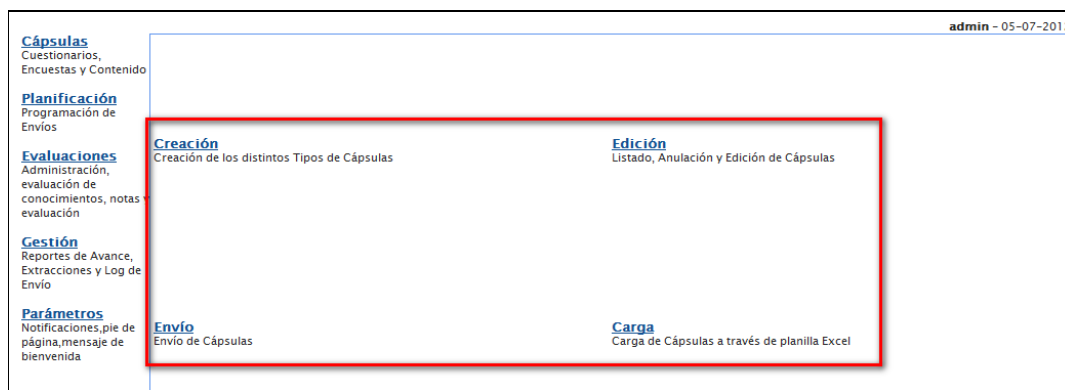 admin - 05-07-201
Cápsulas
Cuestionarios,
Encuestas y Contenido
Planificación
Programación de
Envíos
Evaluaciones
Administración,
evaluación de
conocimientos, notas y
evaluación
Gestión
Reportes de Avance,
Extracciones y Log de
Envío
Parámetros
Notificaciones,pie de
página,mensaje de
bienvenida
Creación
Creación de los distintos Tipos de Cápsulas
Edición
Listado, Anulación y Edición de Cápsulas
Envío
Envío de Cápsulas
Carga
Carga de Cápsulas a través de planilla Excel